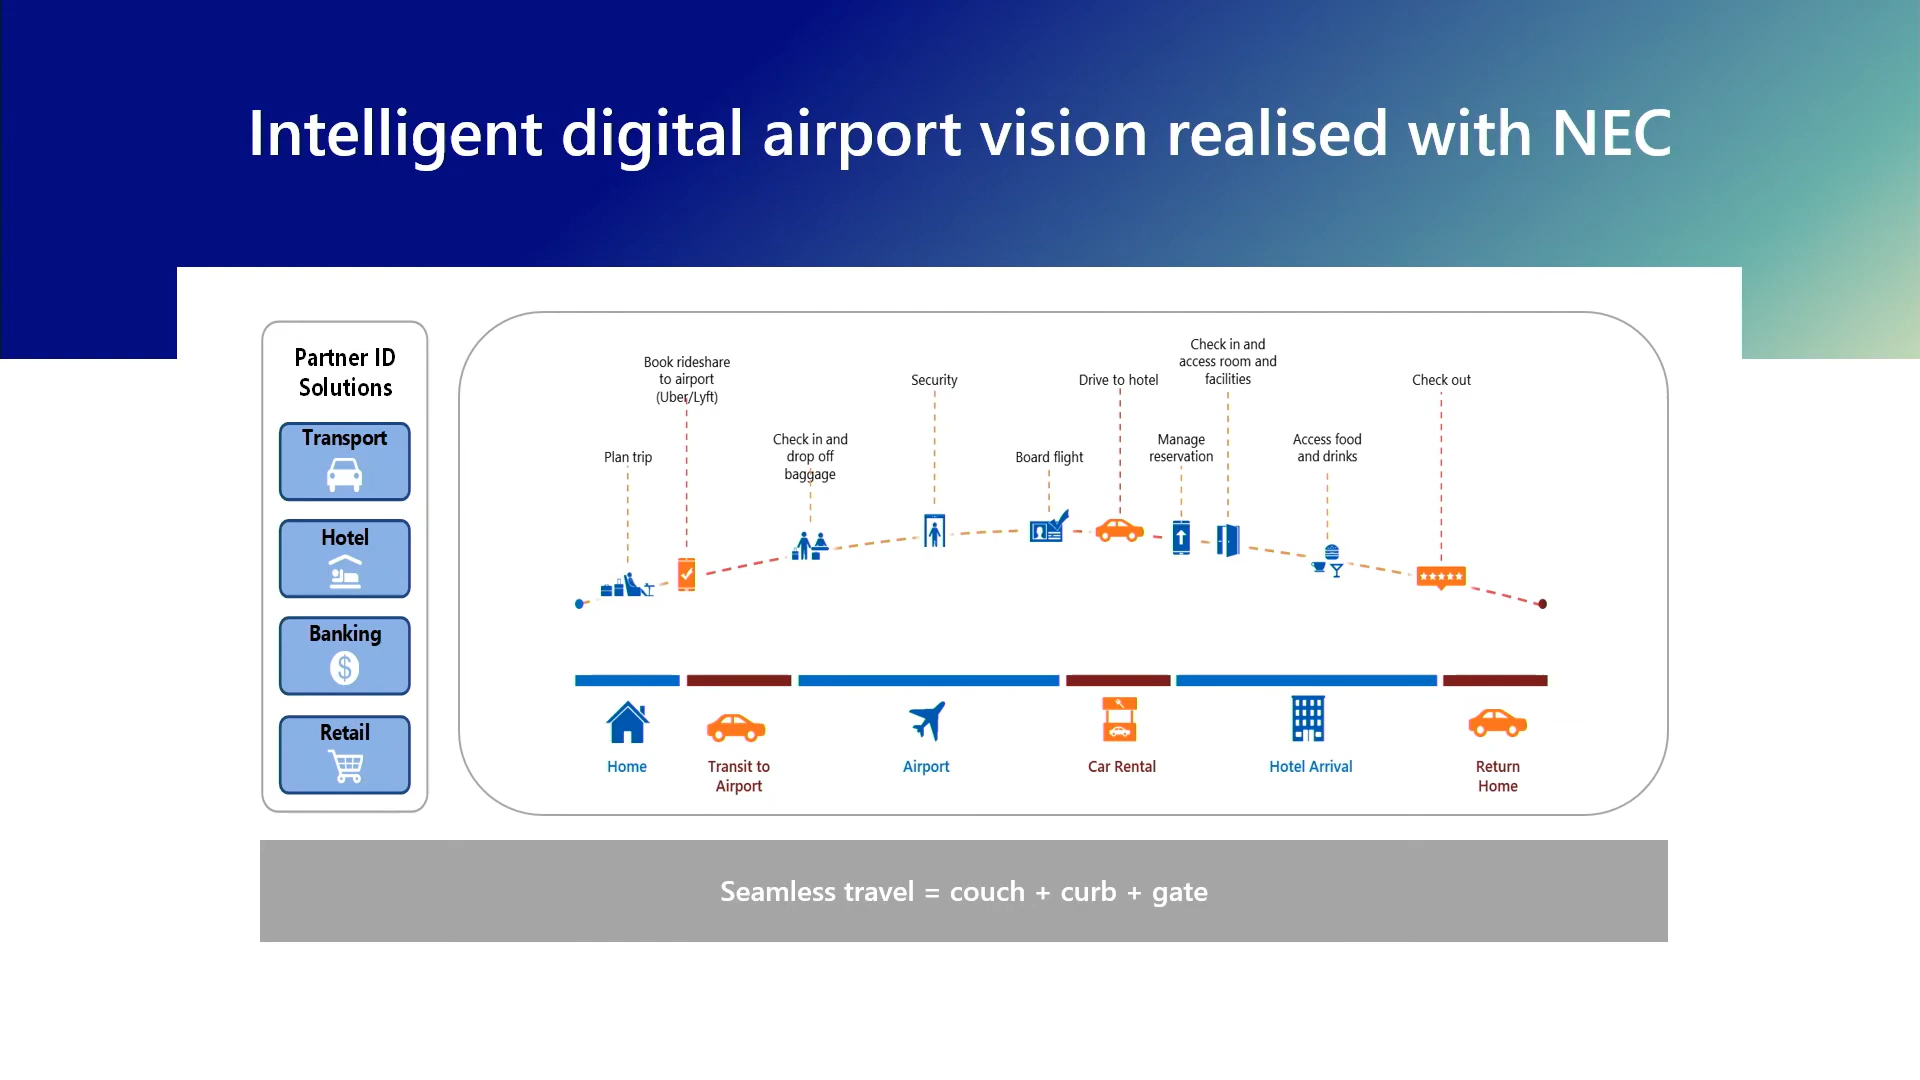 Intelligent digital airport vision realised with NEC
Partner ID
Solutions
Transport
Hotel
Banking
$
Retail
Plan trip
Book rideshare
to airport
(Uber/Lyft)
Check in and
drop off
baggage
Security
Board flight
Drive to hotel
Manage
reservation
Check in and
access room and
facilities
Access food
and drinks
Check out
Home
Transit to
Airport
Airport
Car Rental
Hotel Arrival
Return
Home
Seamless travel = couch + curb + gate